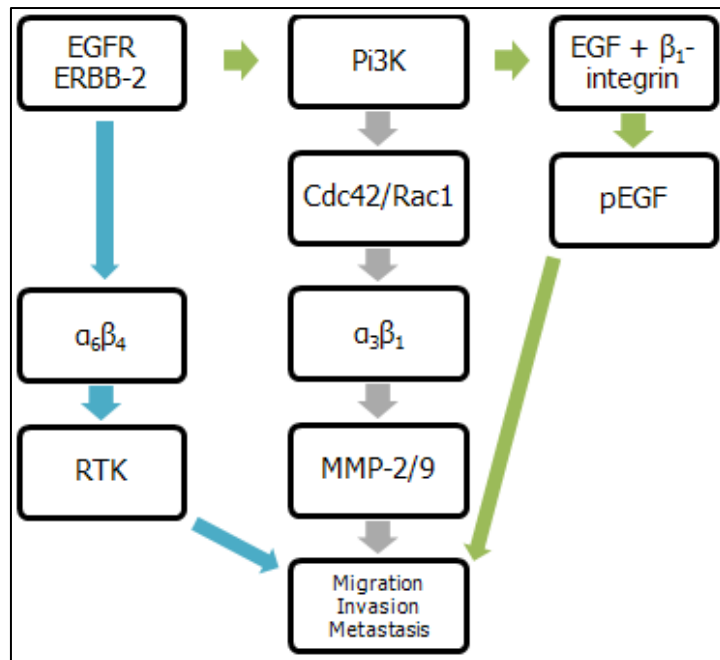 EGFR
ERBB-2
Pi3K
EGF + β₁-
integrin
Cdc42/Rac1
pEGF
α₆β₄
α₃β₁
RTK
MMP-2/9
Migration
Invasion
Metastasis